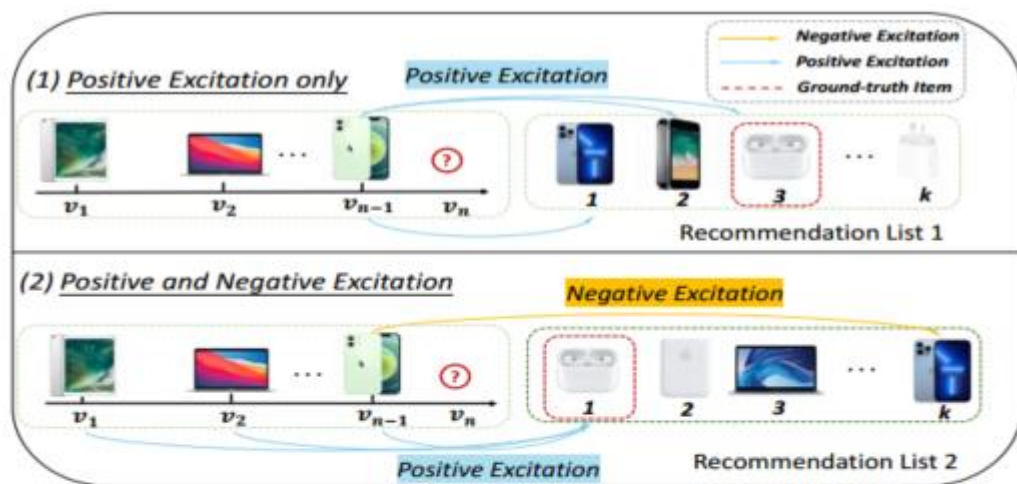 Negative Excitation
Positive Excitation
Ground-truth Item
(1) Positive Excitation only
Positive Excitation
?
v₁ v₂ ... vₙ₋₁ vₙ
1 2 3 ... k
Recommendation List 1
(2) Positive and Negative Excitation
Negative Excitation
?
v₁ v₂ ... vₙ₋₁ vₙ
1 2 3 ... k
Positive Excitation
Recommendation List 2